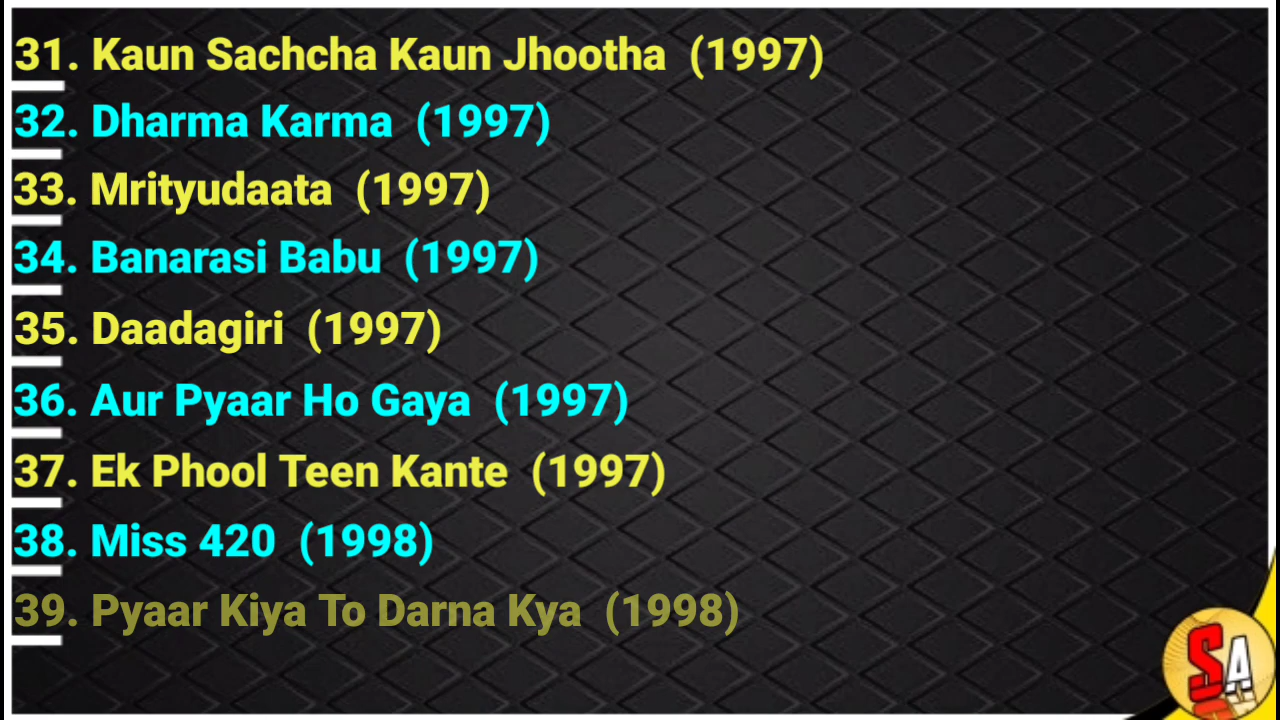 31. Kaun Sachcha Kaun Jhootha (1997)
32. Dharma Karma (1997)
33. Mrityudaata (1997)
34. Banarasi Babu (1997)
35. Daadagiri (1997)
36. Aur Pyaar Ho Gaya (1997)
37. Ek Phool Teen Kante (1997)
38. Miss 420 (1998)
39. Pyaar Kiya To Darna Kya (1998)
SA